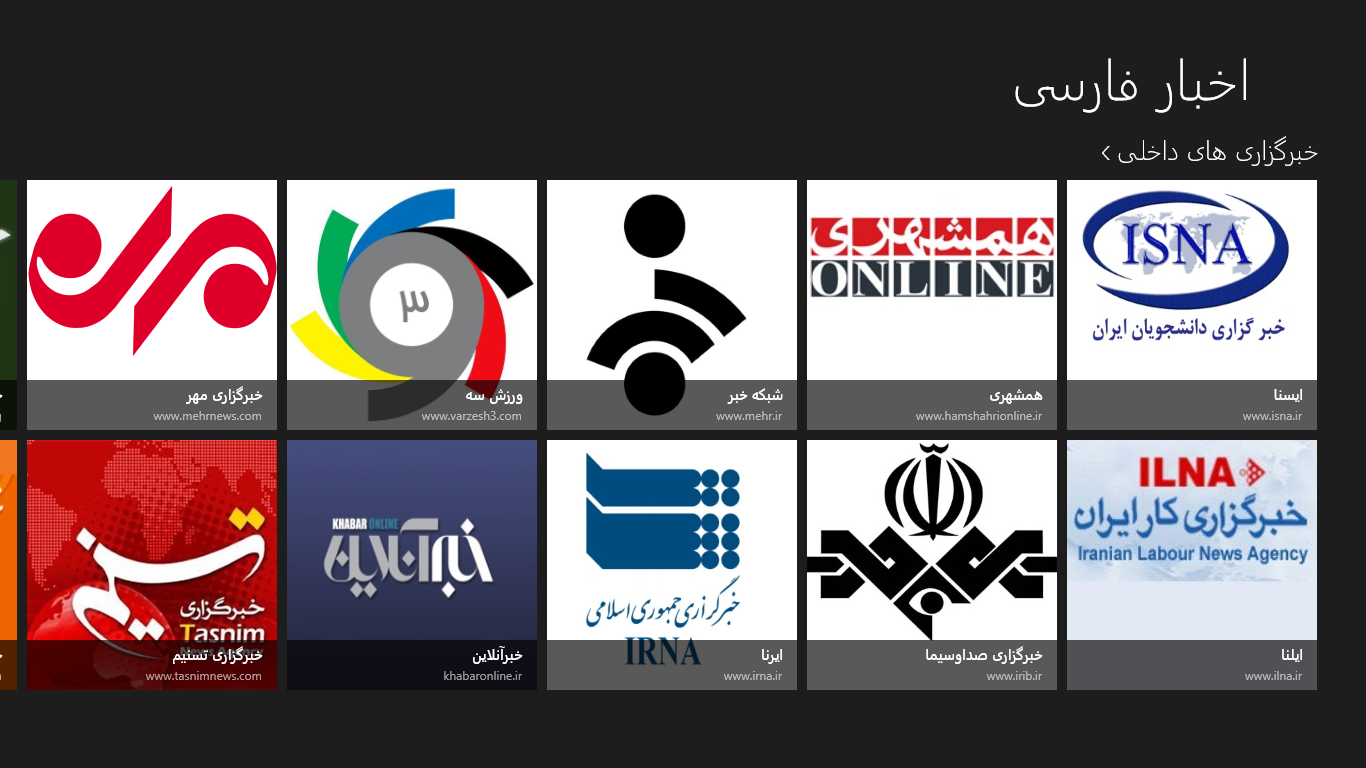 اخبار فارسی
خبرگزاری های داخلی ‹
ISNA
خبر گزاری دانشجویان ایران
ایسنا
www.isna.ir
همشهری
ONLINE
همشهری
www.hamshahrionline.ir
شبکه خبر
www.mehr.ir
۳
ورزش سه
www.varzesh3.com
مهر
خبرگزاری مهر
www.mehrnews.com
ILNA
خبرگزاری کار ایران
Iranian Labour News Agency
ایلنا
www.ilna.ir
خبرگزاری صداوسیما
www.irib.ir
خبرگزاری جمهوری اسلامی
IRNA
ایرنا
www.irna.ir
KHABAR ONLINE
خبرآنلاین
خبرآنلاین
khabaronline.ir
تسنیم
خبرگزاری
Tasnim
News Agency
خبرگزاری تسنیم
www.tasnimnews.com